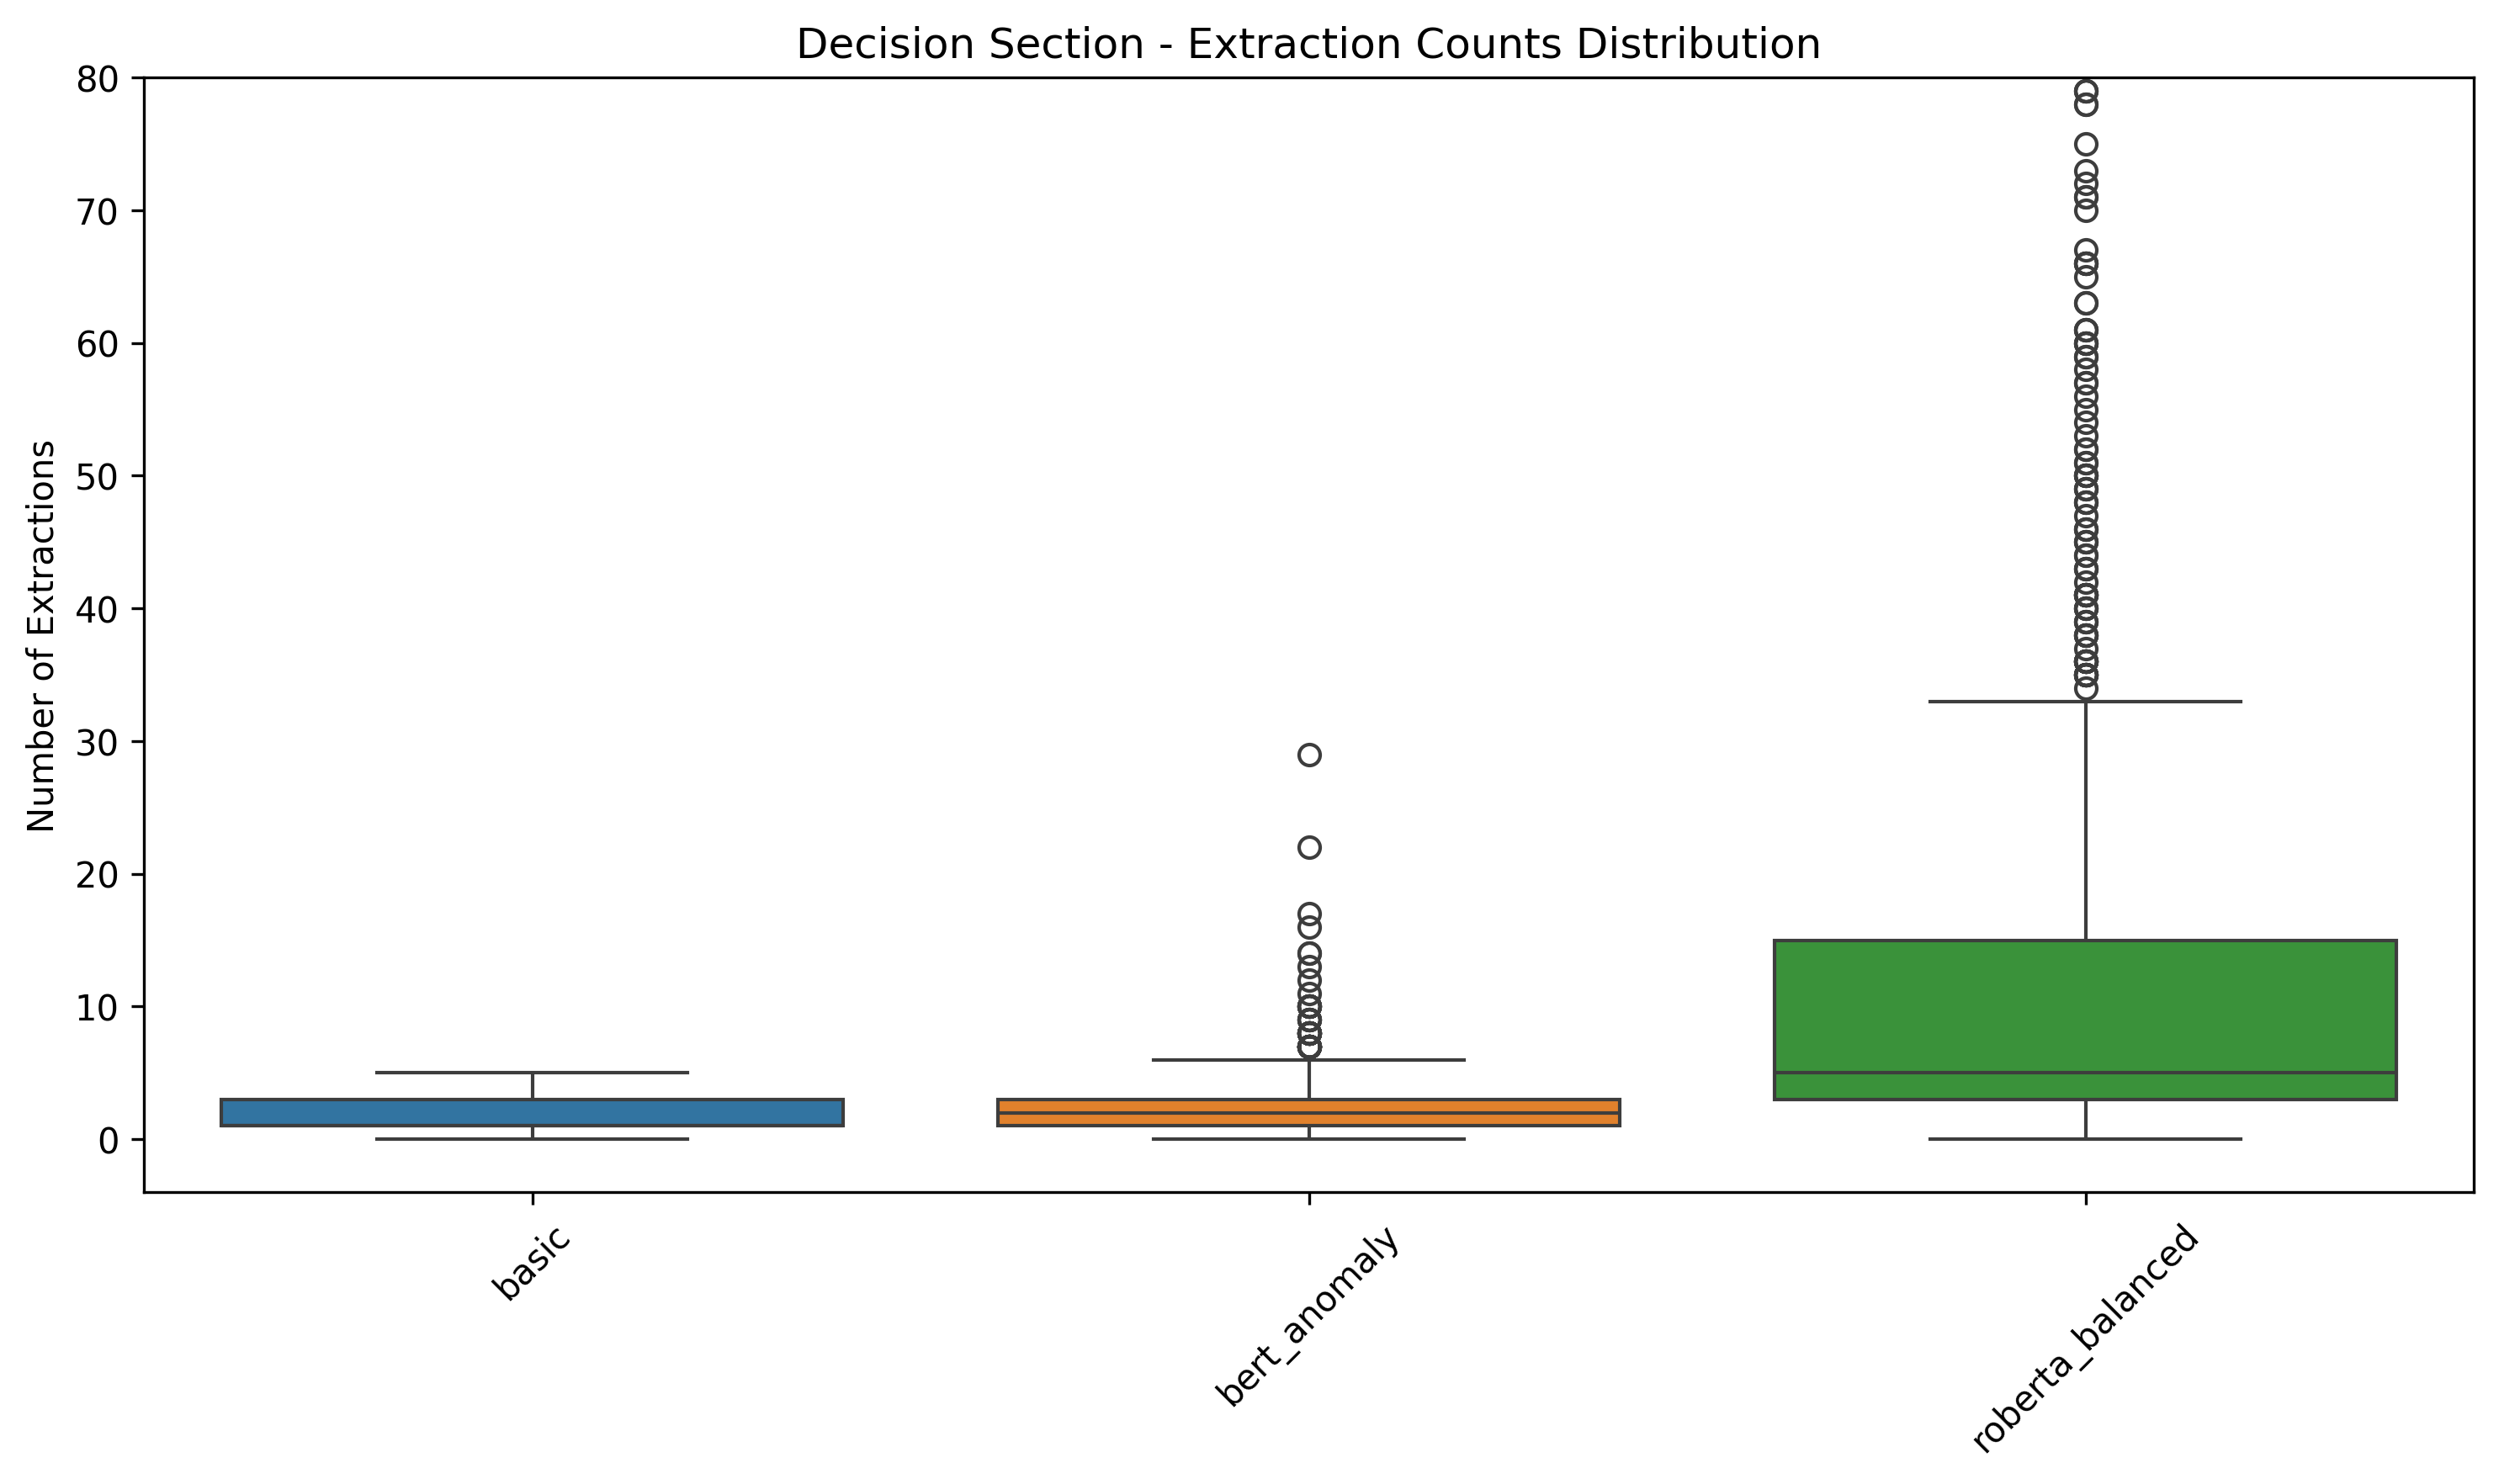 Decision Section - Extraction Counts Distribution
Number of Extractions
80
70
60
50
40
30
20
10
0
basic
bert_anomaly
roberta_balanced